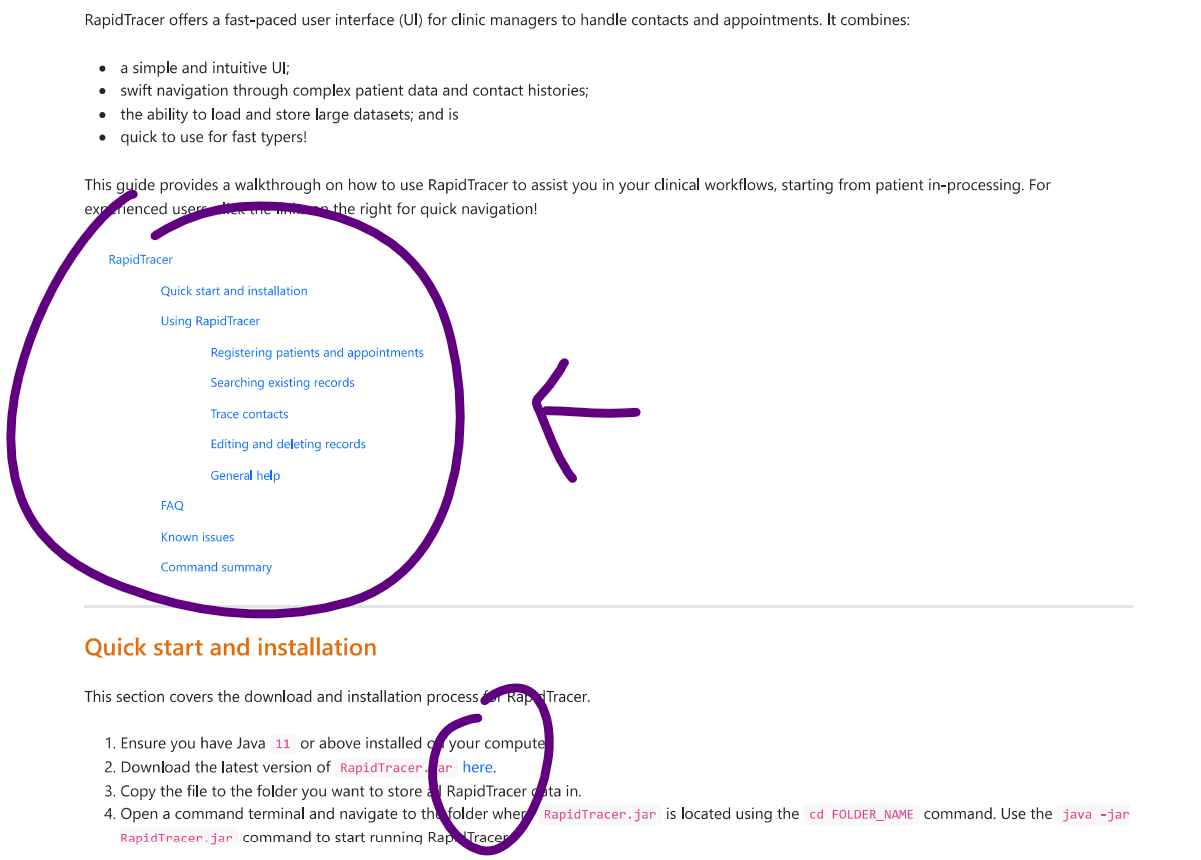 RapidTracer offers a fast-paced user interface (UI) for clinic managers to handle contacts and appointments. It combines:
• a simple and intuitive UI;
• swift navigation through complex patient data and contact histories;
• the ability to load and store large datasets; and is
• quick to use for fast typers!
This guide provides a walkthrough on how to use RapidTracer to assist you in your clinical workflows, starting from patient in-processing. For
experienced users, click the links on the right for quick navigation!
RapidTracer
Quick start and installation
Using RapidTracer
Registering patients and appointments
Searching existing records
Trace contacts
Editing and deleting records
General help
FAQ
Known issues
Command summary
Quick start and installation
This section covers the download and installation process for RapidTracer.
1. Ensure you have Java 11 or above installed on your computer.
2. Download the latest version of RapidTracer.jar here.
3. Copy the file to the folder you want to store all RapidTracer data in.
4. Open a command terminal and navigate to the folder where RapidTracer.jar is located using the cd FOLDER_NAME command. Use the java -jar
RapidTracer.jar command to start running RapidTracer.